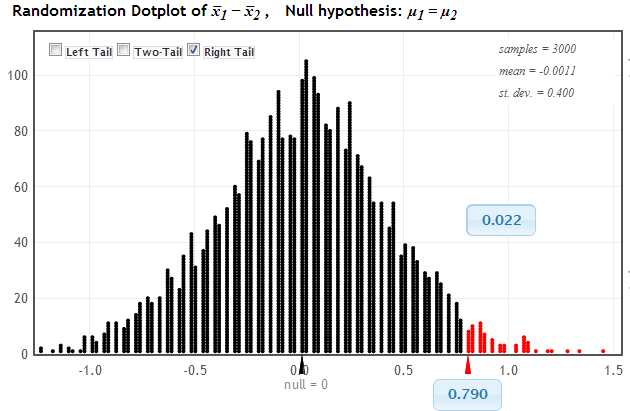 Randomization Dotplot of x̄₁ − x̄₂ , Null hypothesis: μ₁ = μ₂
Left Tail Two-Tail Right Tail
samples = 3000
mean = -0.0011
st. dev. = 0.400
100
80
60
40
20
0
0.022
-1.0 -0.5 0.0 0.5 1.0 1.5
null = 0
0.790